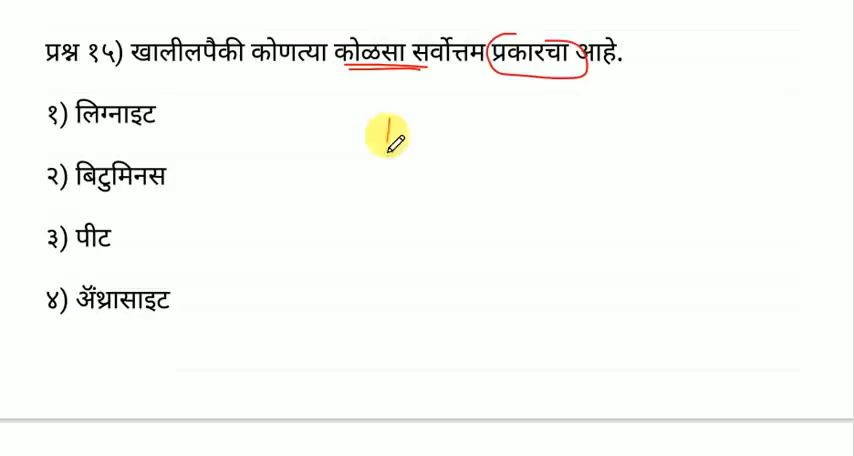 प्रश्न १५) खालीलपैकी कोणत्या कोळसा सर्वोत्तम प्रकारचा आहे.
१) लिग्नाइट
२) बिटुमिनस
३) पीट
४) ॲंथ्रासाइट